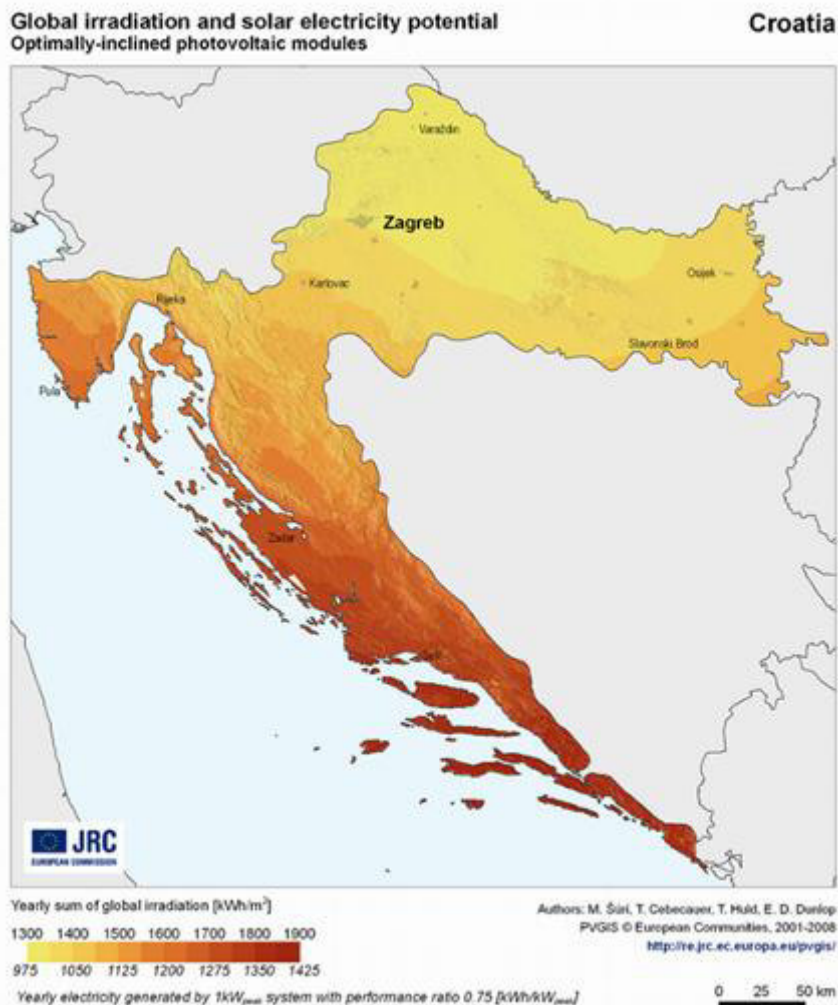 Global irradiation and solar electricity potential
Optimally-inclined photovoltaic modules
Croatia
Varaždin
Zagreb
Karlovac
Osijek
Rijeka
Slavonski Brod
Pula
Zadar
JRC
EUROPEAN COMMISSION
Yearly sum of global irradiation [kWh/m²]
1300 1400 1500 1600 1700 1800 1900
975 1050 1125 1200 1275 1350 1425
Yearly electricity generated by 1kWpeak system with performance ratio 0.75 [kWh/kWpeak]
Authors: M. Šúri, T. Cebecauer, T. Huld, E. D. Dunlop
PVGIS © European Communities, 2001-2008
http://re.jrc.ec.europa.eu/pvgis/
0 25 50 km